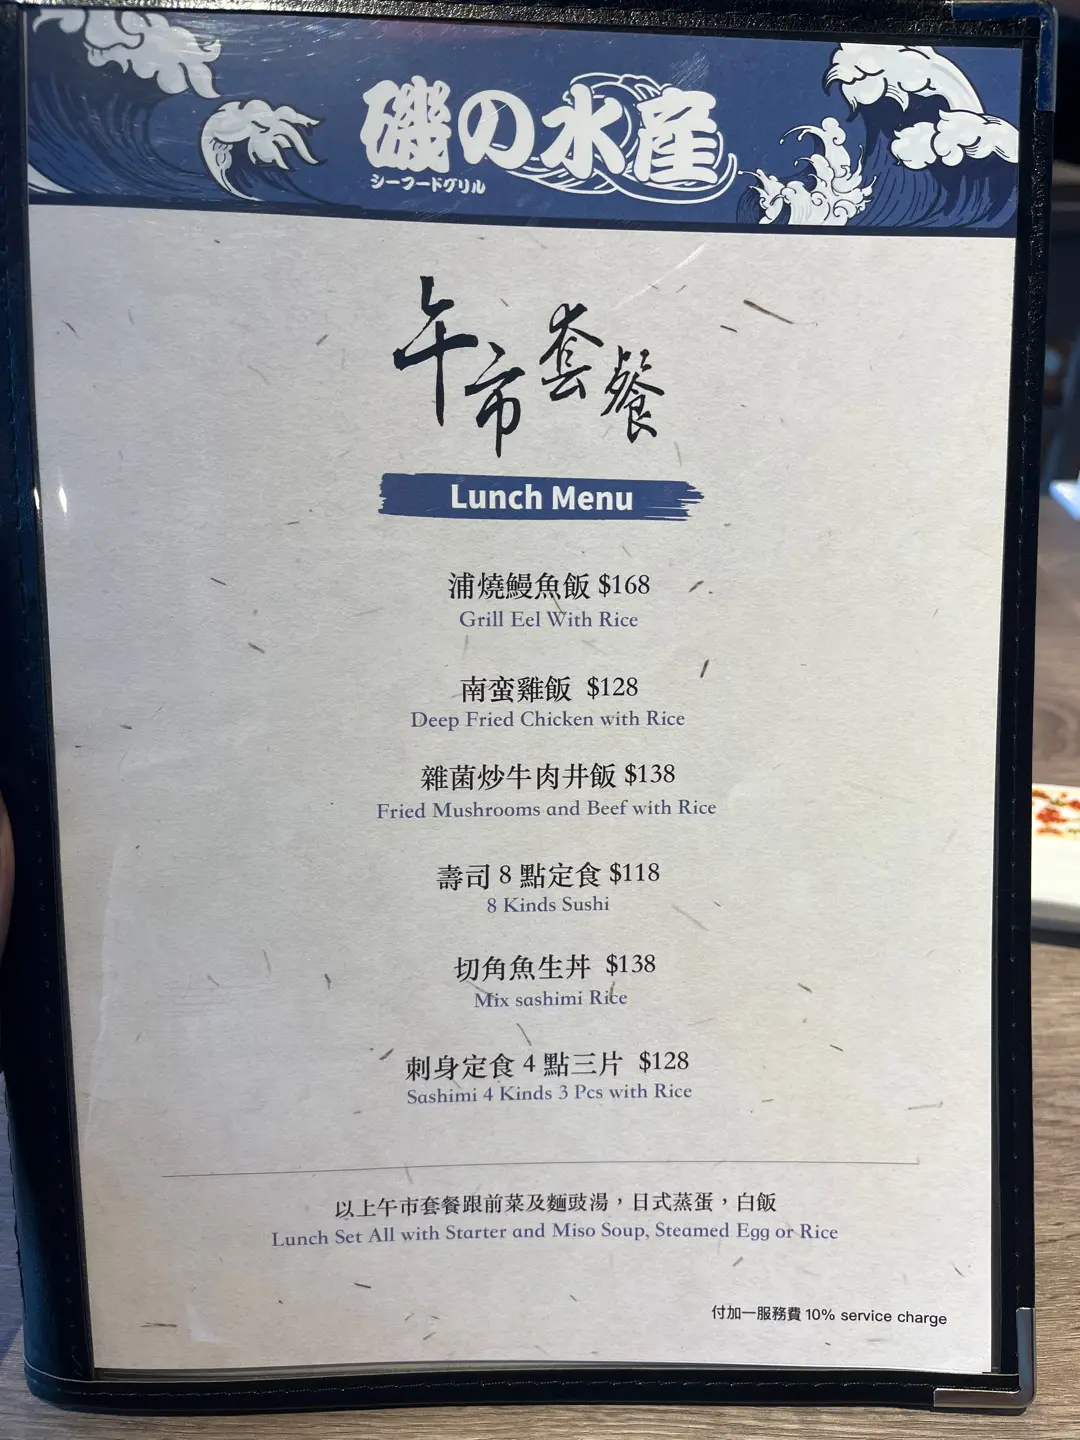 磯の水産
シーフードグリル
午市套餐
Lunch Menu
浦燒鰻魚飯 $168
Grill Eel With Rice
南蛮雞飯 $128
Deep Fried Chicken with Rice
雜菌炒牛肉井飯 $138
Fried Mushrooms and Beef with Rice
壽司 8 點定食 $118
8 Kinds Sushi
切角魚生丼 $138
Mix sashimi Rice
刺身定食 4 點三片 $128
Sashimi 4 Kinds 3 Pcs with Rice
以上午市套餐跟前菜及麵豉湯，日式蒸蛋，白飯
Lunch Set All with Starter and Miso Soup, Steamed Egg or Rice
付加一服務費 10% service charge